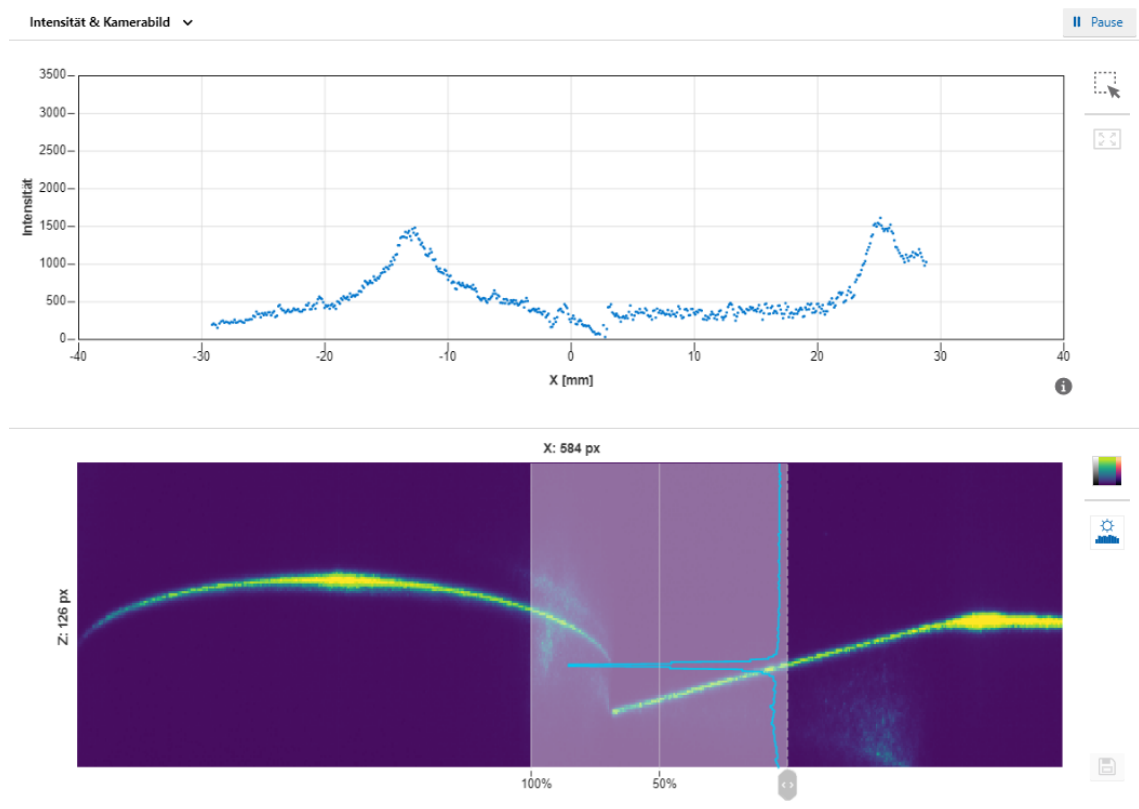 Intensität & Kamerabild
Pause
3500
3000
2500
2000
1500
1000
500
0
Intensität
-40 -30 -20 -10 0 10 20 30 40
X [mm]
X: 584 px
Z: 126 px
100% 50%